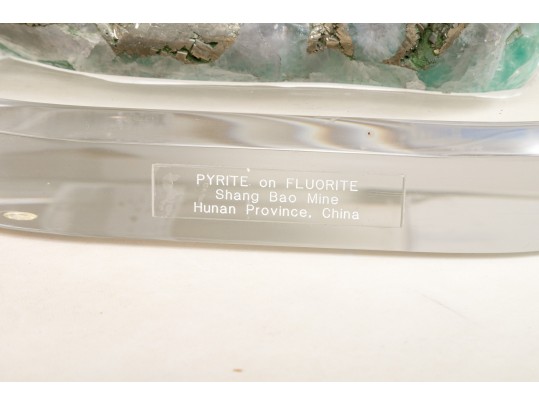 PYRITE on FLUORITE
Shang Bao Mine
Hunan Province. China